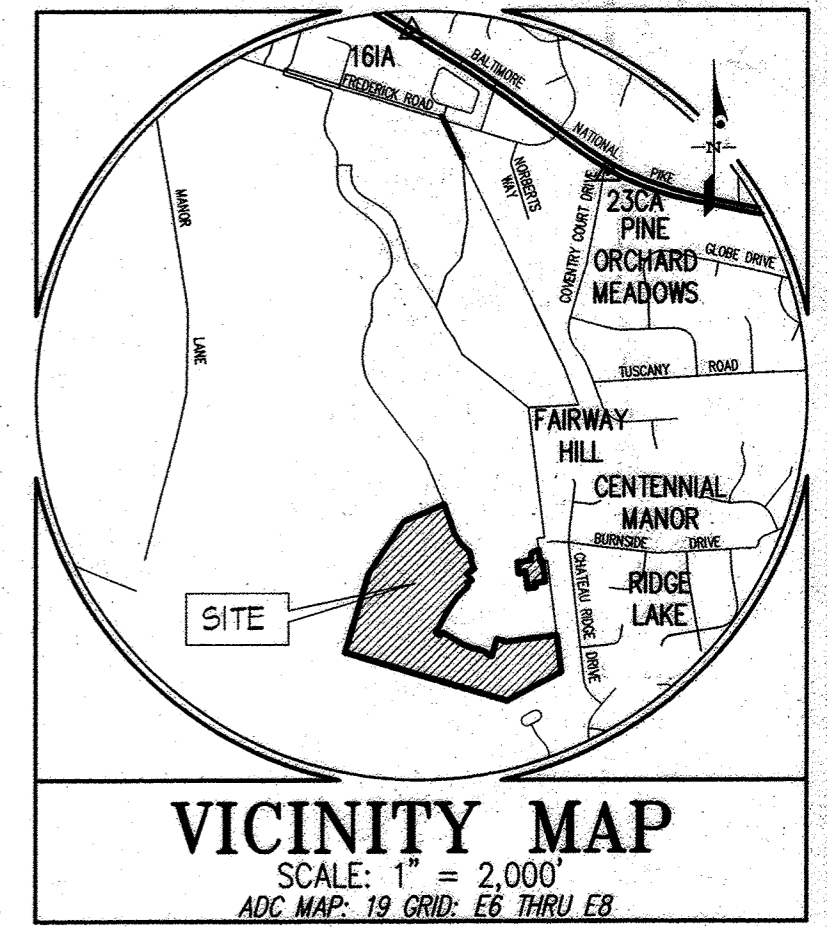 161A
BALTIMORE
FREDERICK ROAD
NATIONAL
PIKE
N
NORBERTS
WAY
MANOR
LANE
COVENTRY COURT DRIVE
23CA
PINE
ORCHARD
MEADOWS
GLOBE DRIVE
TUSCANY ROAD
FAIRWAY
HILL
CENTENNIAL
MANOR
BURNSIDE DRIVE
CHATEAU RIDGE DRIVE
RIDGE
LAKE
SITE
VICINITY MAP
SCALE: 1" = 2,000'
ADC MAP: 19 GRID: E6 THRU E8